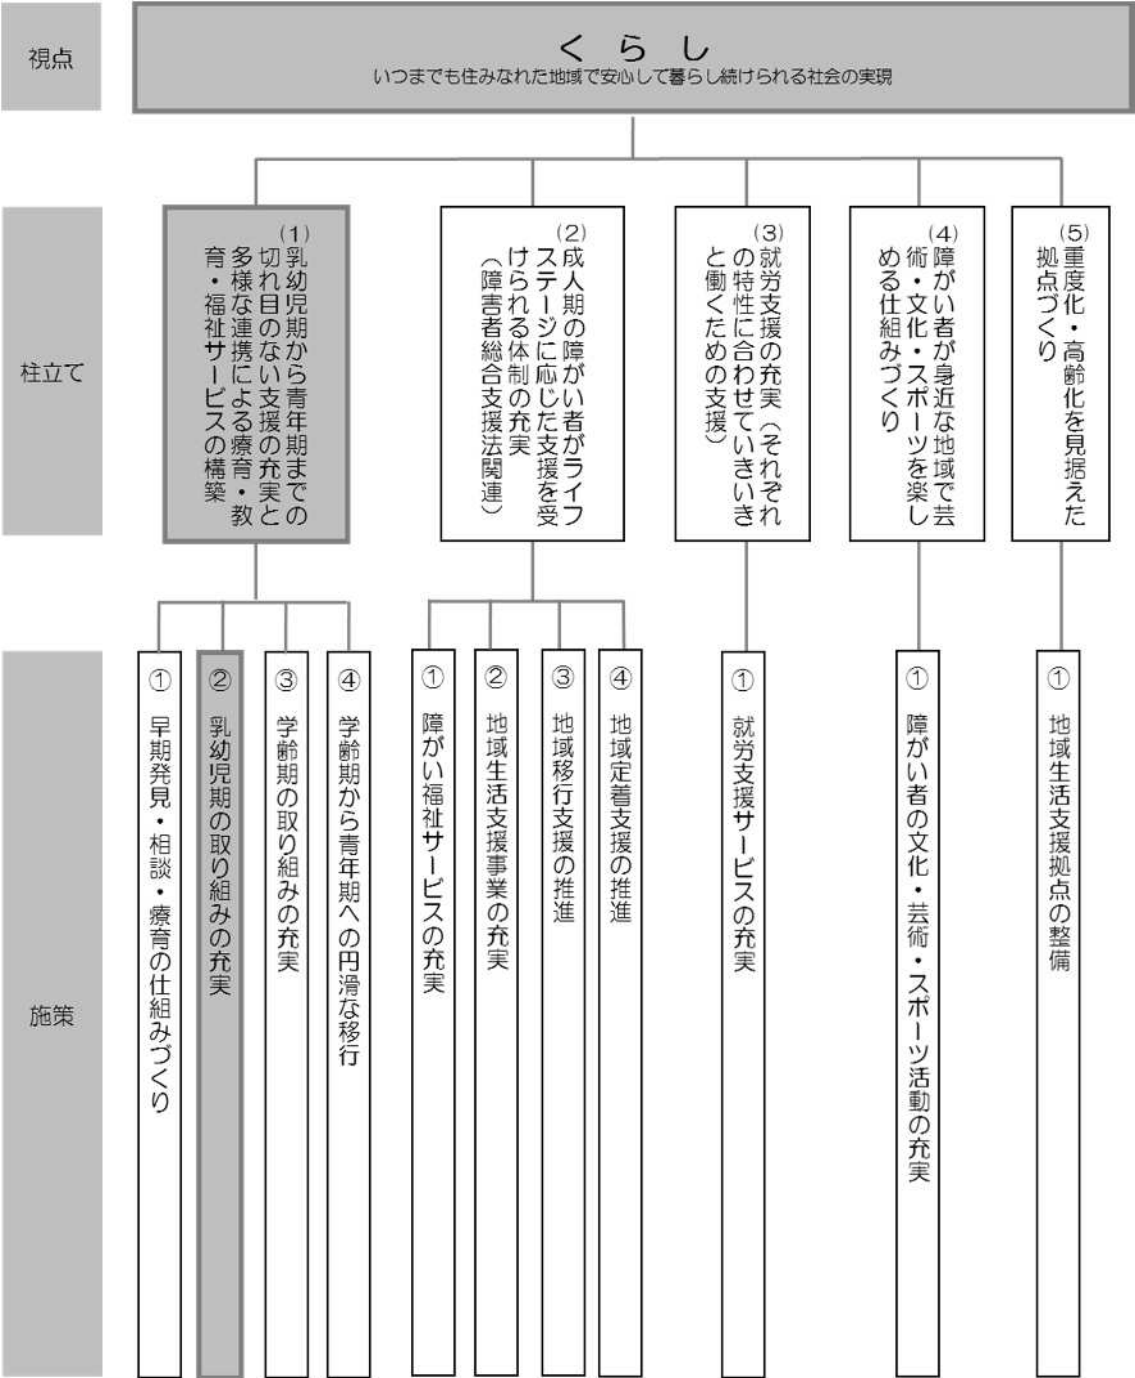 視点
くらし
いつまでも住みなれた地域で安心して暮らし続けられる社会の実現
柱立て
(1)乳幼児期から青年期までの
切れ目のない支援の充実と
多様な連携による療育・教
育・福祉サービスの構築
(2)成人期の障がい者がライフ
ステージに応じた支援を受
けられる体制の充実
(障害者総合支援法関連)
(3)就労支援の充実(それぞれ
の特性に合わせていきいき
と働くための支援)
(4)障がい者が身近な地域で芸
術・文化・スポーツを楽し
める仕組みづくり
(5)重度化・高齢化を見据えた
拠点づくり
施策
① 早期発見・相談・療育の仕組みづくり
② 乳幼児期の取り組みの充実
③ 学齢期の取り組みの充実
④ 学齢期から青年期への円滑な移行
① 障がい福祉サービスの充実
② 地域生活支援事業の充実
③ 地域移行支援の推進
④ 地域定着支援の推進
① 就労支援サービスの充実
① 障がい者の文化・芸術・スポーツ活動の充実
① 地域生活支援拠点の整備